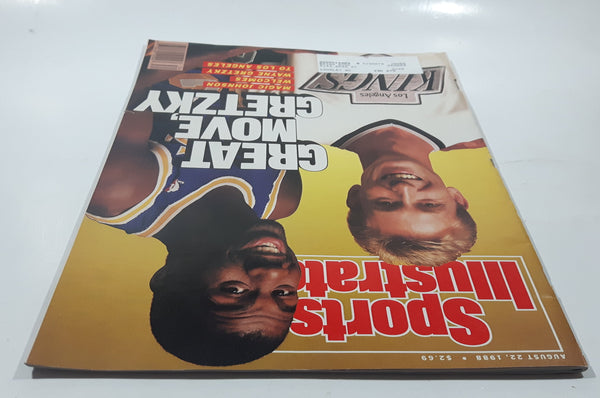 AUGUST 22, 1988 • $2.69
Sports
Illustrate
GREAT
MOVE,
GRETZKY
MAGIC JOHNSON
WELCOMES
WAYNE GRETZKY
TO LOS ANGELES
Los Angeles
KINGS